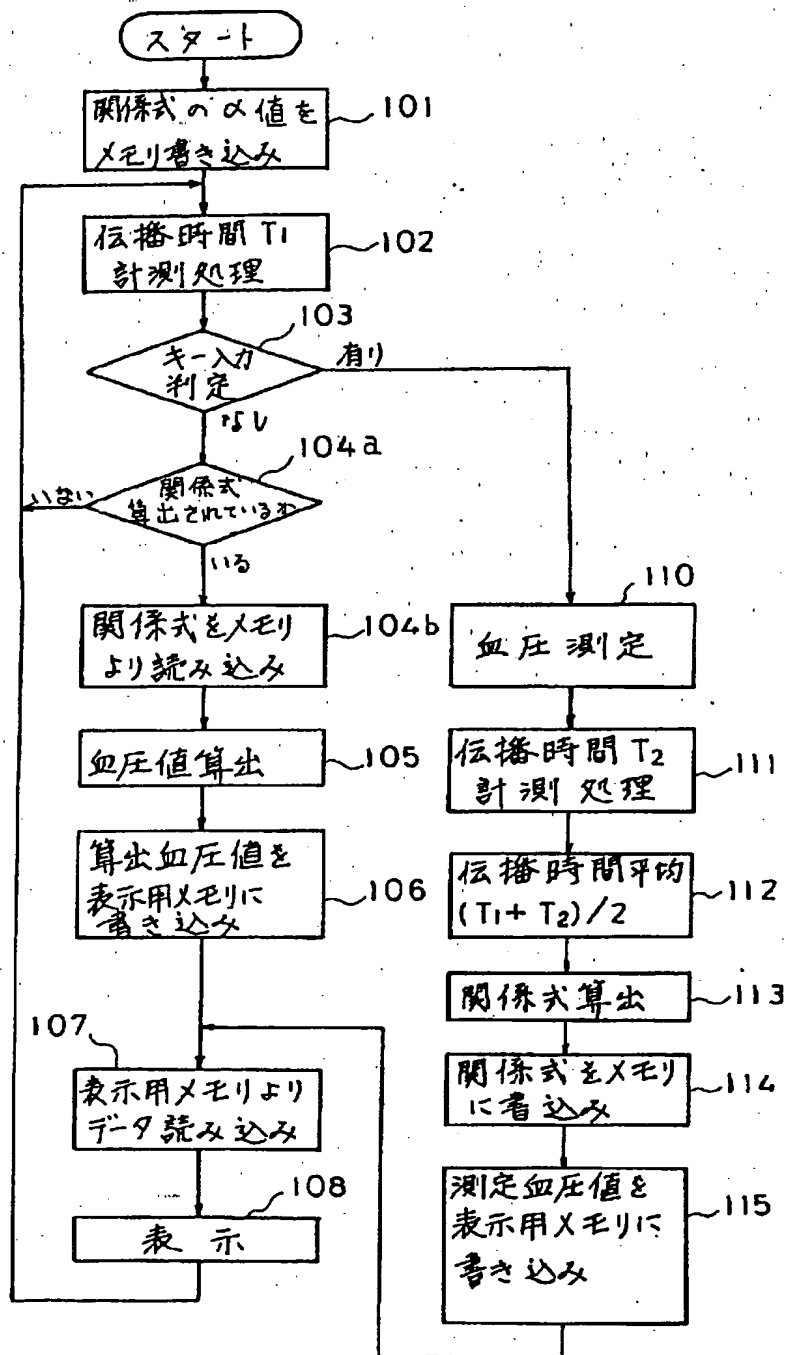 スタート
関係式のα値を
メモリ書き込み
101
伝播時間T1
計測処理
102
103
キー入力
判定
有り
なし
104a
関係式
算出されているか
いない
いる
関係式をメモリ
より読み込み
104b
血圧値算出
105
算出血圧値を
表示用メモリに
書き込み
106
107
表示用メモリより
データ読み込み
108
表示
110
血圧測定
伝播時間T2
計測処理
111
伝播時間平均
(T1+T2)/2
112
関係式算出
113
関係式をメモリ
に書込み
114
測定血圧値を
表示用メモリに
書き込み
115